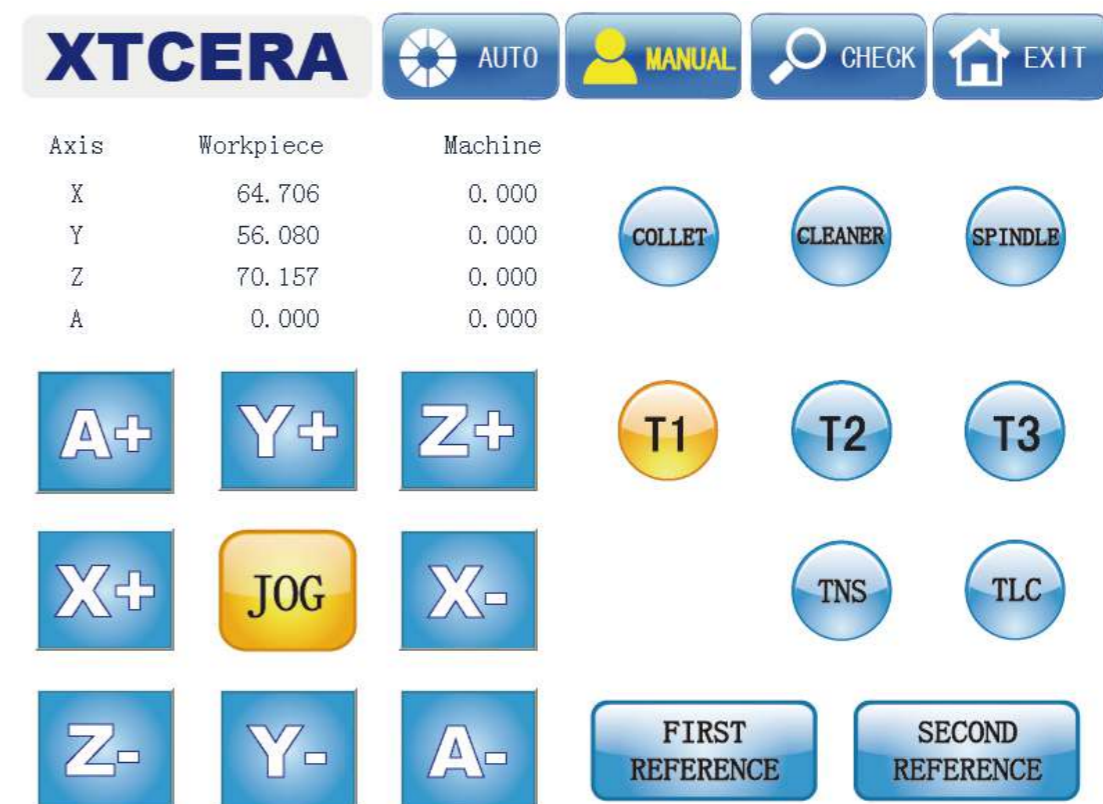 XTCERA AUTO MANUAL CHECK EXIT
Axis Workpiece Machine
X 64.706 0.000
Y 56.080 0.000
Z 70.157 0.000
A 0.000 0.000
COLLET CLEANER SPINDLE
A+ Y+ Z+
T1 T2 T3
X+ JOG X-
TNS TLC
Z- Y- A-
FIRST
REFERENCE
SECOND
REFERENCE